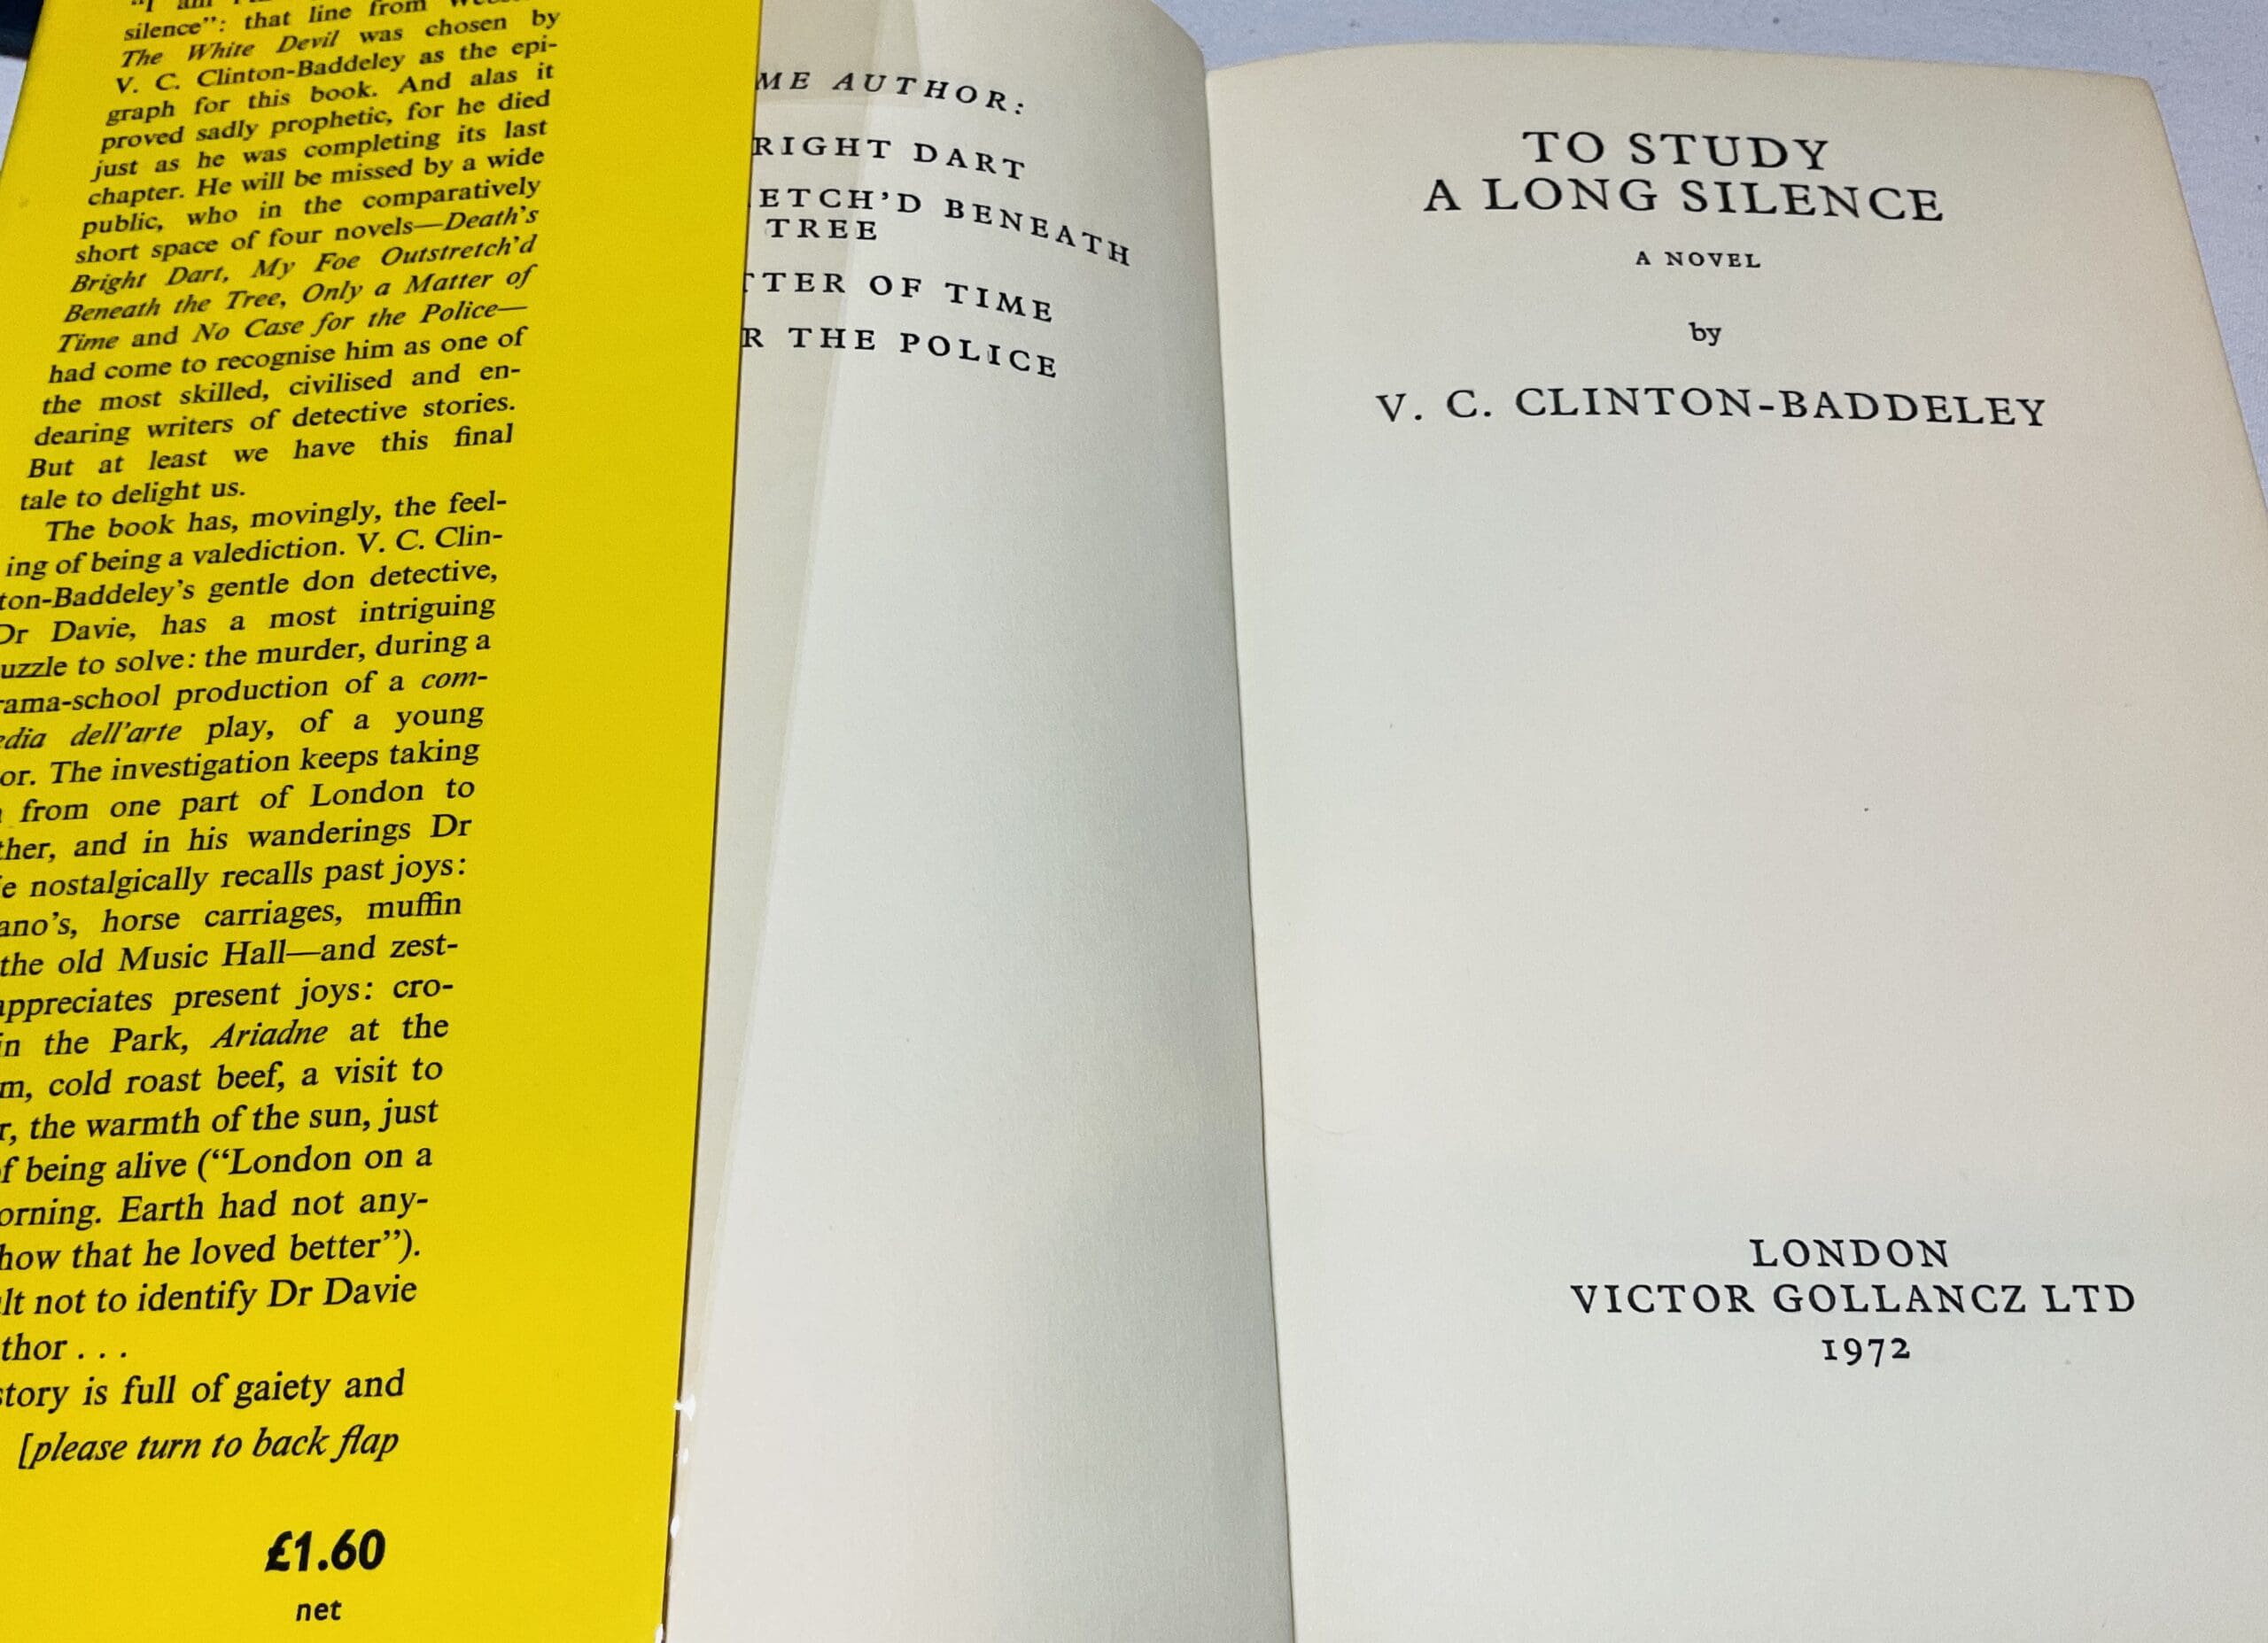 silence": that line from
The White Devil was chosen by
V. C. Clinton-Baddeley as the epi-
graph for this book. And alas it
proved sadly prophetic, for he died
just as he was completing its last
chapter. He will be missed by a wide
public, who in the comparatively
short space of four novels—Death's
Bright Dart, My Foe Outstretch'd
Beneath the Tree, Only a Matter of
Time and No Case for the Police—
had come to recognise him as one of
the most skilled, civilised and en-
dearing writers of detective stories.
But at least we have this final
tale to delight us.
The book has, movingly, the feel-
ing of being a valediction. V. C. Clin-
ton-Baddeley's gentle don detective,
Dr Davie, has a most intriguing
uzzle to solve: the murder, during a
rama-school production of a com-
edia dell'arte play, of a young
or. The investigation keeps taking
from one part of London to
ther, and in his wanderings Dr
e nostalgically recalls past joys:
ano's, horse carriages, muffin
the old Music Hall—and zest-
appreciates present joys: cro-
in the Park, Ariadne at the
m, cold roast beef, a visit to
r, the warmth of the sun, just
f being alive ("London on a
orning. Earth had not any-
how that he loved better").
lt not to identify Dr Davie
thor . . .
story is full of gaiety and
[please turn to back flap
£1.60
net
ME AUTHOR:
RIGHT DART
ETCH'D BENEATH
TREE
TTER OF TIME
R THE POLICE
TO STUDY
A LONG SILENCE
A NOVEL
by
V. C. CLINTON-BADDELEY
LONDON
VICTOR GOLLANCZ LTD
1972